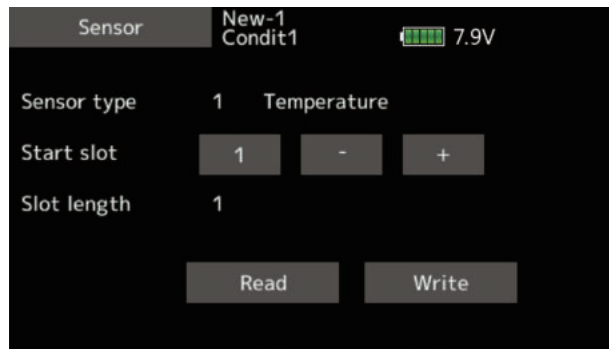 Sensor
New-1
Condit1
7.9V
Sensor type 1 Temperature
Start slot 1 - +
Slot length 1
Read Write